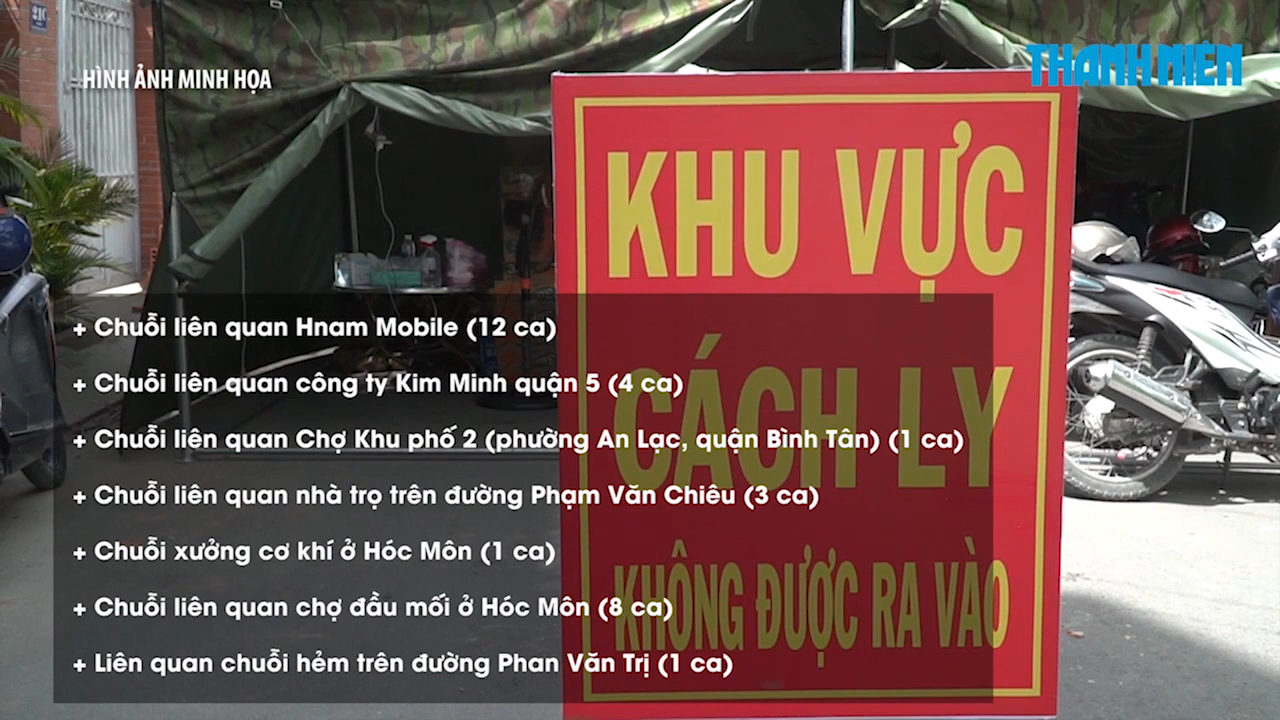 21C
HÌNH ẢNH MINH HỌA
THANH NIÊN
KHU VỰC
CÁCH LY
KHÔNG ĐƯỢC RA VÀO
+ Chuỗi liên quan Hnam Mobile (12 ca)
+ Chuỗi liên quan công ty Kim Minh quận 5 (4 ca)
+ Chuỗi liên quan Chợ Khu phố 2 (phường An Lạc, quận Bình Tân) (1 ca)
+ Chuỗi liên quan nhà trọ trên đường Phạm Văn Chiêu (3 ca)
+ Chuỗi xưởng cơ khí ở Hóc Môn (1 ca)
+ Chuỗi liên quan chợ đầu mối ở Hóc Môn (8 ca)
+ Liên quan chuỗi hẻm trên đường Phan Văn Trị (1 ca)